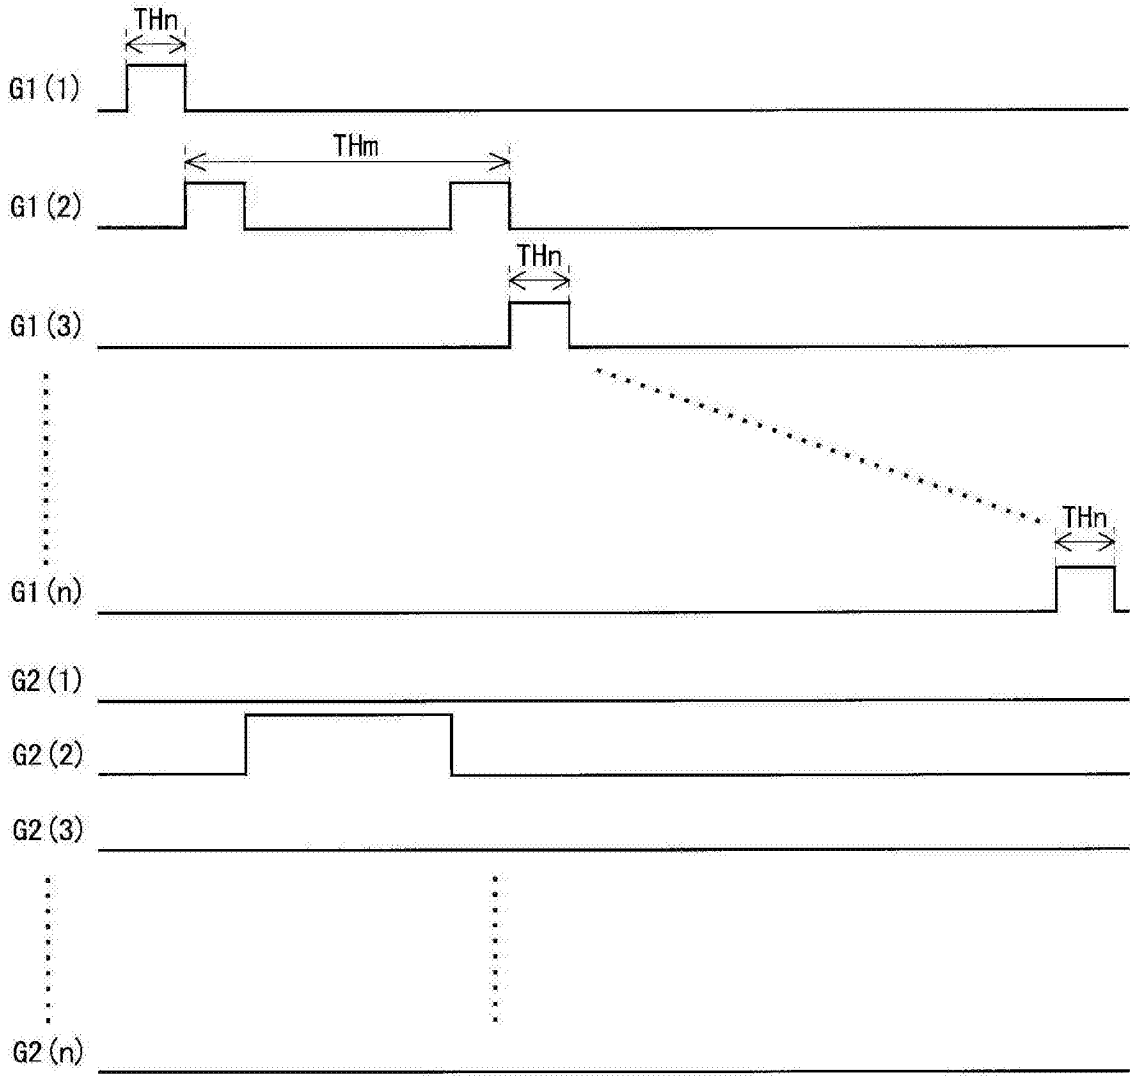 THn
G1(1)
THm
G1(2)
THn
G1(3)
THn
G1(n)
G2(1)
G2(2)
G2(3)
G2(n)